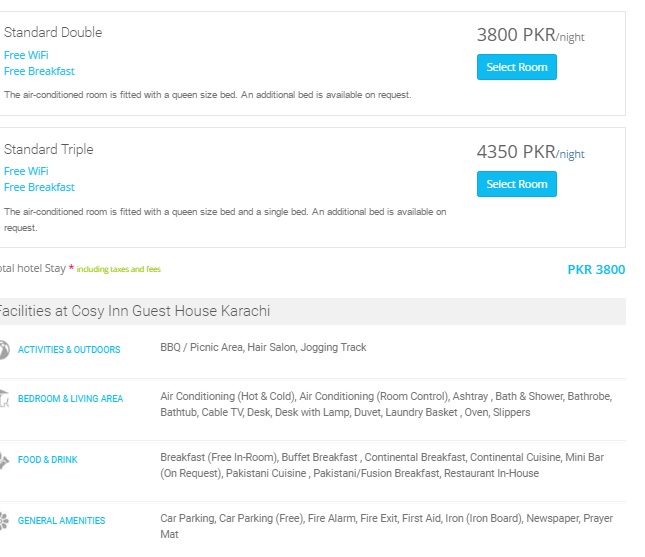 Standard Double
3800 PKR/night
Free WiFi
Free Breakfast
Select Room
The air-conditioned room is fitted with a queen size bed. An additional bed is available on request.
Standard Triple
4350 PKR/night
Free WiFi
Free Breakfast
Select Room
The air-conditioned room is fitted with a queen size bed and a single bed. An additional bed is available on
request.
otal hotel Stay * including taxes and fees
PKR 3800
Facilities at Cosy Inn Guest House Karachi
ACTIVITIES & OUTDOORS
BBQ / Picnic Area, Hair Salon, Jogging Track
BEDROOM & LIVING AREA
Air Conditioning (Hot & Cold), Air Conditioning (Room Control), Ashtray , Bath & Shower, Bathrobe,
Bathtub, Cable TV, Desk, Desk with Lamp, Duvet, Laundry Basket , Oven, Slippers
FOOD & DRINK
Breakfast (Free In-Room), Buffet Breakfast , Continental Breakfast, Continental Cuisine, Mini Bar
(On Request), Pakistani Cuisine , Pakistani/Fusion Breakfast, Restaurant In-House
GENERAL AMENITIES
Car Parking, Car Parking (Free), Fire Alarm, Fire Exit, First Aid, Iron (Iron Board), Newspaper, Prayer
Mat